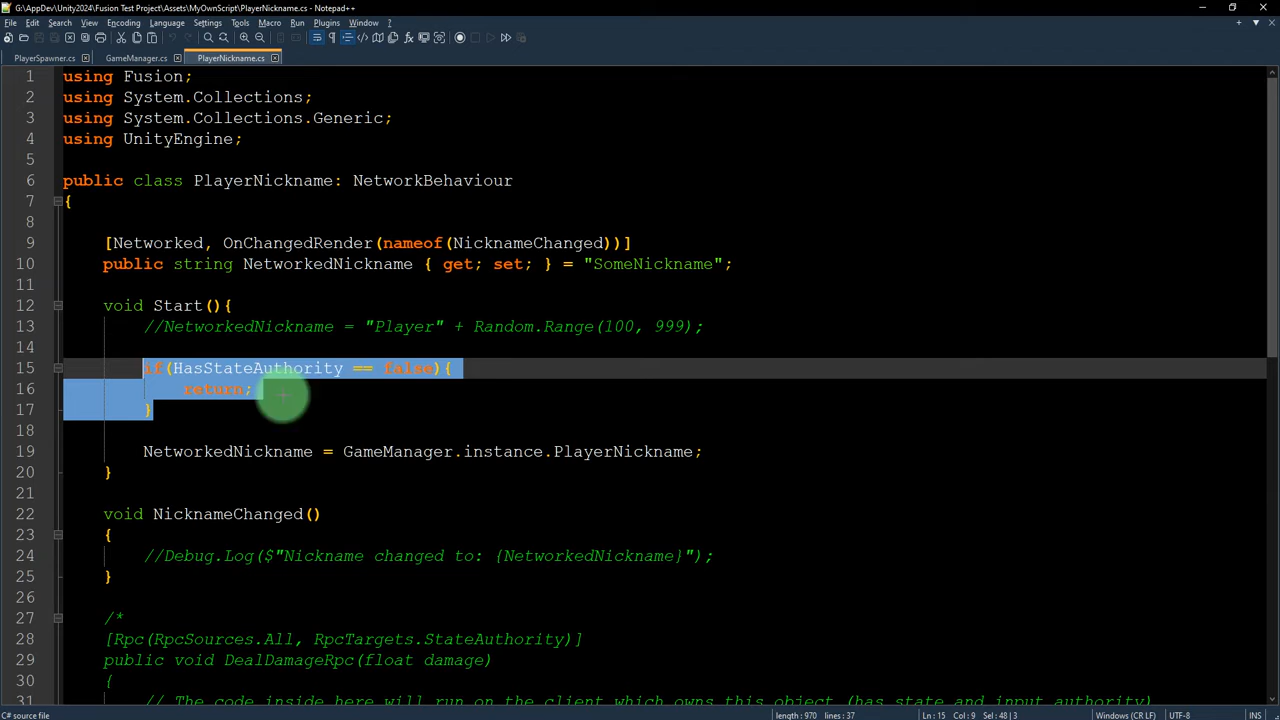 G:\AppDev\Unity2024\Fusion Test Project\Assets\MyOwnScript\PlayerNickname.cs - Notepad++
File Edit Search View Encoding Language Settings Tools Macro Run Plugins Window ?
PlayerSpawner.cs GameManager.cs PlayerNickname.cs
1 using Fusion;
2 using System.Collections;
3 using System.Collections.Generic;
4 using UnityEngine;
5
6 public class PlayerNickname: NetworkBehaviour
7 {
8
9 [Networked, OnChangedRender(nameof(NicknameChanged))]
10 public string NetworkedNickname { get; set; } = "SomeNickname";
11
12 void Start(){
13 //NetworkedNickname = "Player" + Random.Range(100, 999);
14
15 if(HasStateAuthority == false){
16 return;
17 }
18
19 NetworkedNickname = GameManager.instance.PlayerNickname;
20 }
21
22 void NicknameChanged()
23 {
24 //Debug.Log($"Nickname changed to: {NetworkedNickname}");
25 }
26
27 /*
28 [Rpc(RpcSources.All, RpcTargets.StateAuthority)]
29 public void DealDamageRpc(float damage)
30 {
31 // The code inside here will run on the client which owns this object (has state and input authority)
C# source file length : 970 lines : 37 Ln : 15 Col : 9 Sel : 48 | 3 Windows (CR LF) UTF-8 INS